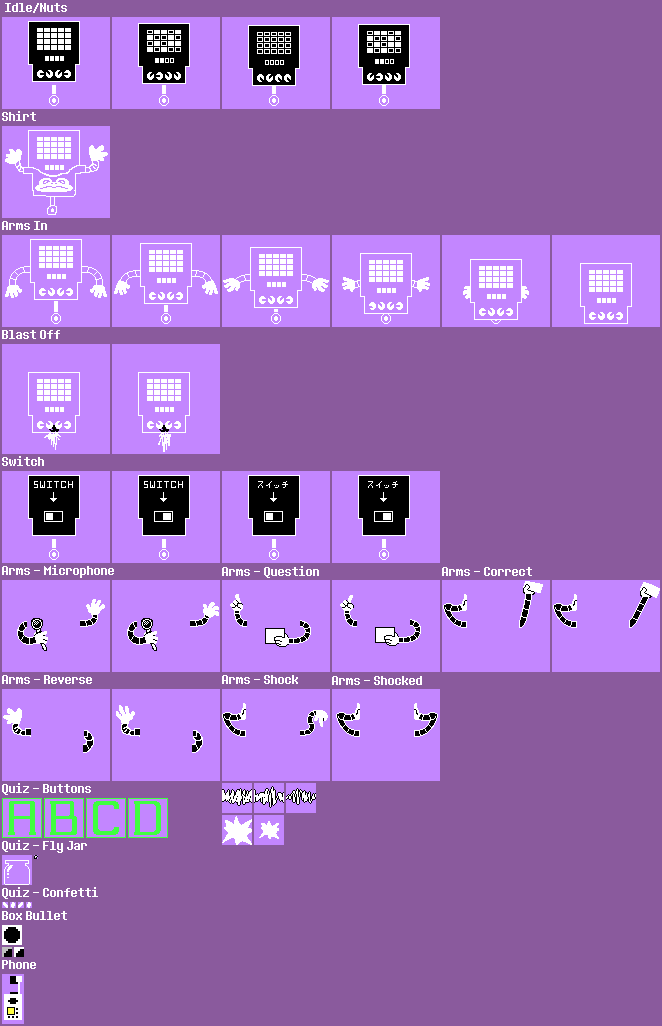 Idle/Nuts
Shirt
Arms In
Blast Off
Switch
SWITCH SWITCH スイッチ スイッチ
Arms - Microphone Arms - Question Arms - Correct
Arms - Reverse Arms - Shock Arms - Shocked
Quiz - Buttons
A B C D
Quiz - Fly Jar
Quiz - Confetti
Box Bullet
Phone